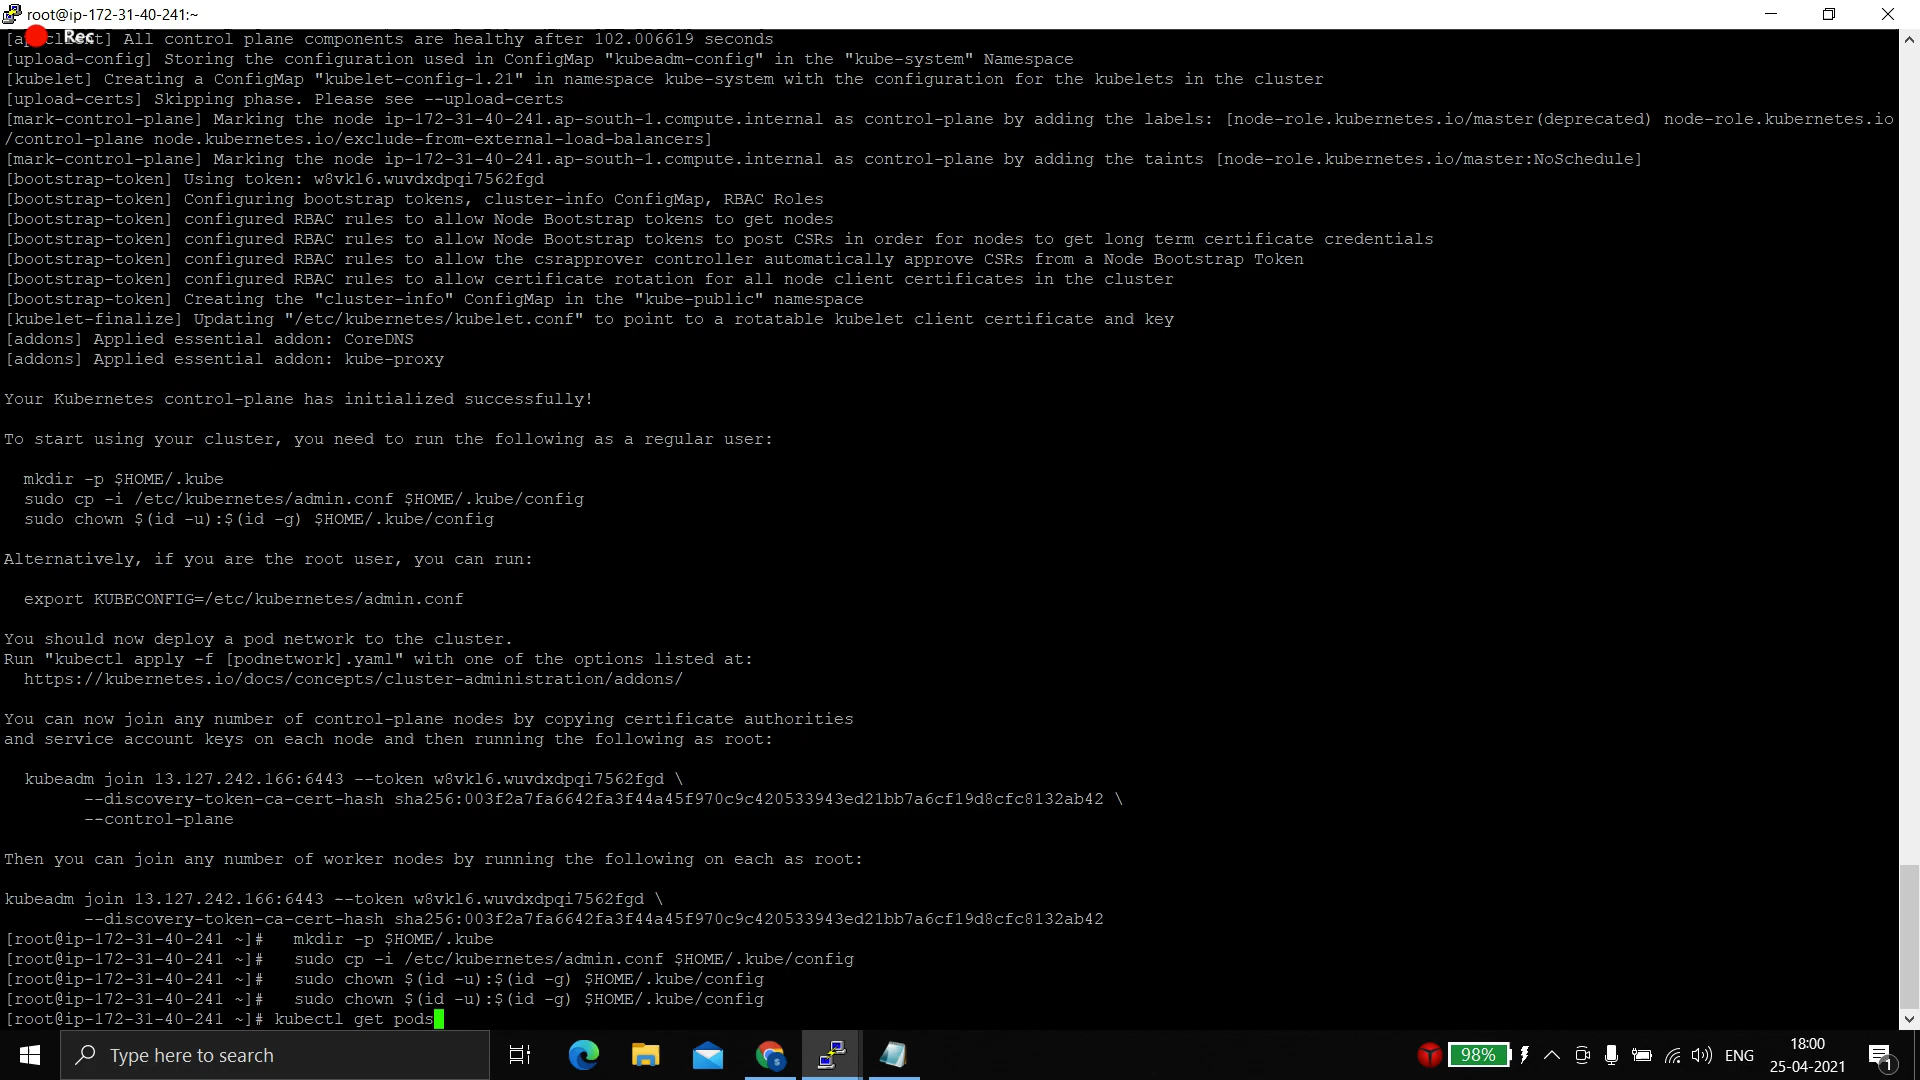 root@ip-172-31-40-241:~
Rec
All control plane components are healthy after 102.006619 seconds
[upload-config] Storing the configuration used in ConfigMap "kubeadm-config" in the "kube-system" Namespace
[kubelet] Creating a ConfigMap "kubelet-config-1.21" in namespace kube-system with the configuration for the kubelets in the cluster
[upload-certs] Skipping phase. Please see --upload-certs
[mark-control-plane] Marking the node ip-172-31-40-241.ap-south-1.compute.internal as control-plane by adding the labels: [node-role.kubernetes.io/master(deprecated) node-role.kubernetes.io
/control-plane node.kubernetes.io/exclude-from-external-load-balancers]
[mark-control-plane] Marking the node ip-172-31-40-241.ap-south-1.compute.internal as control-plane by adding the taints [node-role.kubernetes.io/master:NoSchedule]
[bootstrap-token] Using token: w8vkl6.wuvdxdpqi7562fgd
[bootstrap-token] Configuring bootstrap tokens, cluster-info ConfigMap, RBAC Roles
[bootstrap-token] configured RBAC rules to allow Node Bootstrap tokens to get nodes
[bootstrap-token] configured RBAC rules to allow Node Bootstrap tokens to post CSRs in order for nodes to get long term certificate credentials
[bootstrap-token] configured RBAC rules to allow the csrapprover controller automatically approve CSRs from a Node Bootstrap Token
[bootstrap-token] configured RBAC rules to allow certificate rotation for all node client certificates in the cluster
[bootstrap-token] Creating the "cluster-info" ConfigMap in the "kube-public" namespace
[kubelet-finalize] Updating "/etc/kubernetes/kubelet.conf" to point to a rotatable kubelet client certificate and key
[addons] Applied essential addon: CoreDNS
[addons] Applied essential addon: kube-proxy
Your Kubernetes control-plane has initialized successfully!
To start using your cluster, you need to run the following as a regular user:
mkdir -p $HOME/.kube
sudo cp -i /etc/kubernetes/admin.conf $HOME/.kube/config
sudo chown $(id -u):$(id -g) $HOME/.kube/config
Alternatively, if you are the root user, you can run:
export KUBECONFIG=/etc/kubernetes/admin.conf
You should now deploy a pod network to the cluster.
Run "kubectl apply -f [podnetwork].yaml" with one of the options listed at:
https://kubernetes.io/docs/concepts/cluster-administration/addons/
You can now join any number of control-plane nodes by copying certificate authorities
and service account keys on each node and then running the following as root:
kubeadm join 13.127.242.166:6443 --token w8vkl6.wuvdxdpqi7562fgd \
--discovery-token-ca-cert-hash sha256:003f2a7fa6642fa3f44a45f970c9c420533943ed21bb7a6cf19d8cfc8132ab42 \
--control-plane
Then you can join any number of worker nodes by running the following on each as root:
kubeadm join 13.127.242.166:6443 --token w8vkl6.wuvdxdpqi7562fgd \
--discovery-token-ca-cert-hash sha256:003f2a7fa6642fa3f44a45f970c9c420533943ed21bb7a6cf19d8cfc8132ab42
[root@ip-172-31-40-241 ~]#   mkdir -p $HOME/.kube
[root@ip-172-31-40-241 ~]#   sudo cp -i /etc/kubernetes/admin.conf $HOME/.kube/config
[root@ip-172-31-40-241 ~]#   sudo chown $(id -u):$(id -g) $HOME/.kube/config
[root@ip-172-31-40-241 ~]#   sudo chown $(id -u):$(id -g) $HOME/.kube/config
[root@ip-172-31-40-241 ~]# kubectl get pods
Type here to search
98%
ENG
18:00
25-04-2021
1